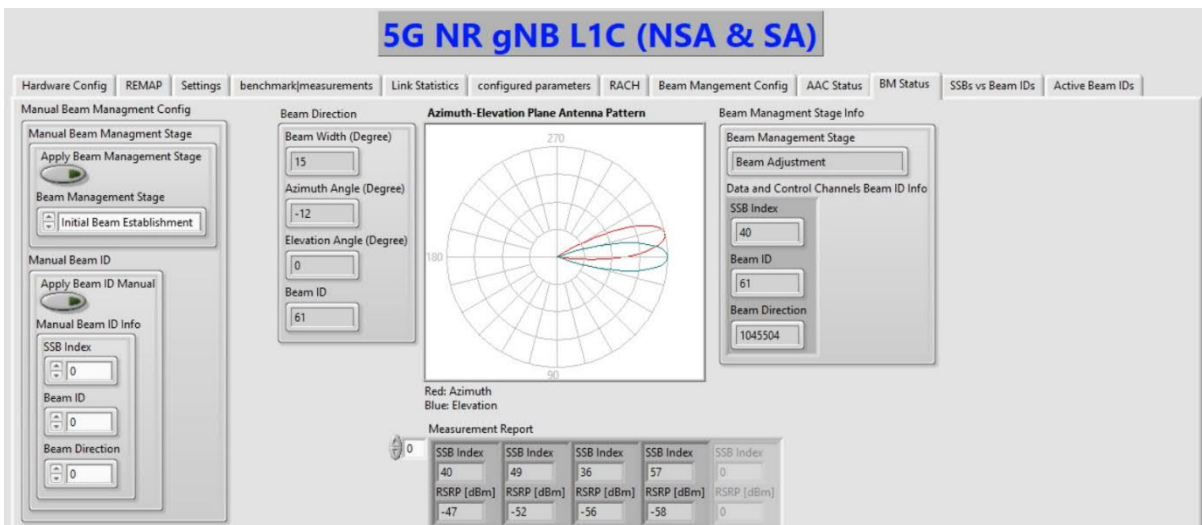 5G NR gNB L1C (NSA & SA)
Hardware Config REMAP Settings benchmark|measurements Link Statistics configured parameters RACH Beam Mangement Config AAC Status BM Status SSBs vs Beam IDs Active Beam IDs
Manual Beam Managment Config
Manual Beam Managment Stage
Apply Beam Management Stage
Beam Management Stage
Initial Beam Establishment
Manual Beam ID
Apply Beam ID Manual
Manual Beam ID Info
SSB Index
0
Beam ID
0
Beam Direction
0
Beam Direction
Beam Width (Degree)
15
Azimuth Angle (Degree)
-12
Elevation Angle (Degree)
0
Beam ID
61
Azimuth-Elevation Plane Antenna Pattern
270
180
90
Red: Azimuth
Blue: Elevation
Measurement Report
0
SSB Index SSB Index SSB Index SSB Index SSB Index
40 49 36 57 0
RSRP [dBm] RSRP [dBm] RSRP [dBm] RSRP [dBm] RSRP [dBm]
-47 -52 -56 -58 0
Beam Managment Stage Info
Beam Management Stage
Beam Adjustment
Data and Control Channels Beam ID Info
SSB Index
40
Beam ID
61
Beam Direction
1045504